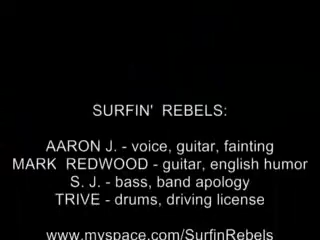 SURFIN' REBELS:
AARON J. - voice, guitar, fainting
MARK REDWOOD - guitar, english humor
S. J. - bass, band apology
TRIVE - drums, driving license
www.myspace.com/SurfinRebels